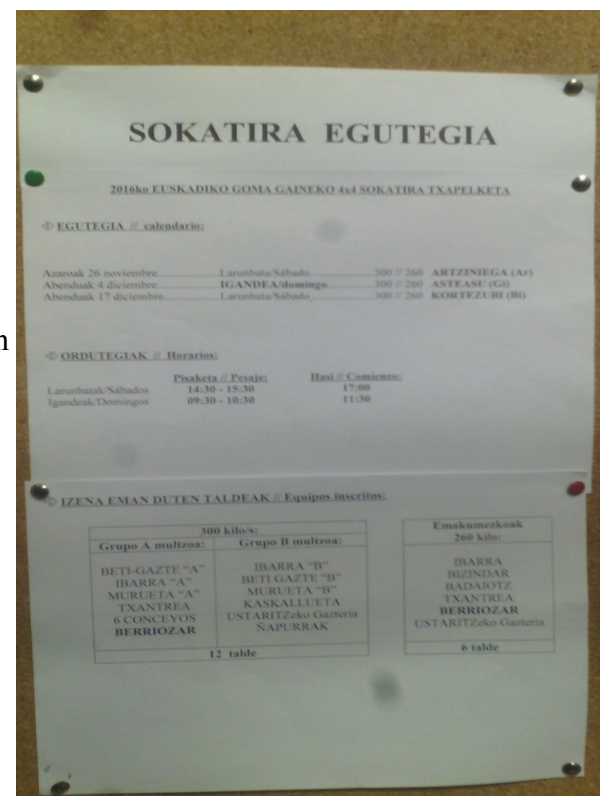 SOKATIRA EGUTEGIA
2016ko EUSKADIKO GOMA GAINEKO 4x4 SOKATIRA TXAPELKETA
EGUTEGIA // calendario:
Azaroak 26 noviembre................Larunbata/Sábado................300 // 260 ARTZINIEGA (Ar)
Abenduak 4 diciembre................IGANDEA/domingo................300 // 260 ASTEASU (Gi)
Abenduak 17 diciembre................Larunbata/Sábado................300 // 260 KORTEZUBI (Bi)
ORDUTEGIAK // Horarios:
Pisaketa // Pesaje: Hasi // Comienzo:
Larunbatak/Sábados 14:30 - 15:30 17:00
Igandeak/Domingos 09:30 - 10:30 11:30
IZENA EMAN DUTEN TALDEAK // Equipos inscritos:
300 kilo/s:
Grupo A multzoa: Grupo B multzoa:
BETI-GAZTE “A” IBARRA “B”
IBARRA “A” BETI GAZTE “B”
MURUETA “A” MURUETA “B”
TXANTREA KASKALLUETA
6 CONCEYOS USTARITZeko Gazteria
BERRIOZAR ÑAPURRAK
12 talde
Emakumezkoak
260 kilo:
IBARRA
BIZINDAR
BADAIOTZ
TXANTREA
BERRIOZAR
USTARITZeko Gazteria
6 talde